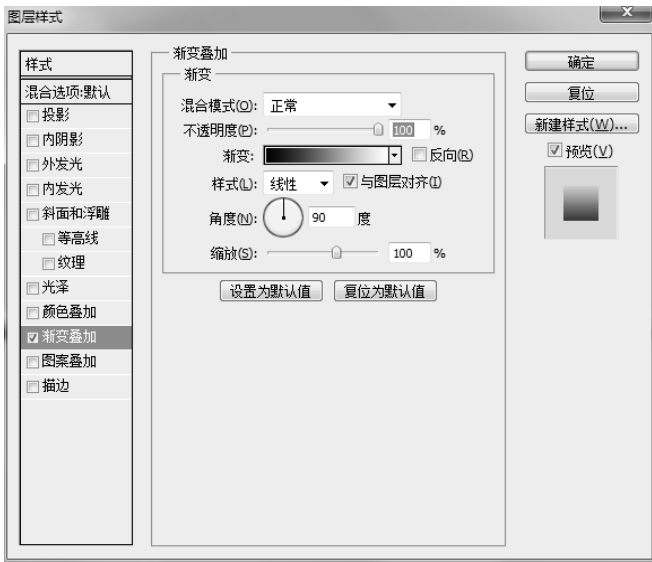 图层样式
样式
混合选项:默认
投影
内阴影
外发光
内发光
斜面和浮雕
等高线
纹理
光泽
颜色叠加
渐变叠加
图案叠加
描边
渐变叠加
渐变
混合模式(O): 正常
不透明度(P): 100 %
渐变: 反向(R)
样式(L): 线性 与图层对齐(I)
角度(N): 90 度
缩放(S): 100 %
设置为默认值 复位为默认值
确定
复位
新建样式(W)...
预览(V)